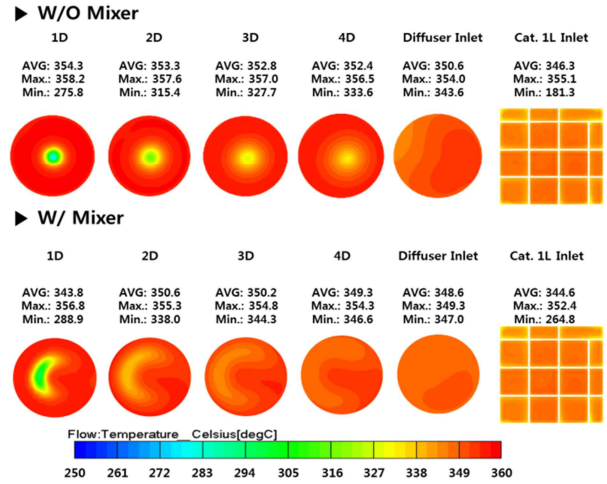 ► W/O Mixer
1D 2D 3D 4D Diffuser Inlet Cat. 1L Inlet
AVG: 354.3 AVG: 353.3 AVG: 352.8 AVG: 352.4 AVG: 350.6 AVG: 346.3
Max.: 358.2 Max.: 357.6 Max.: 357.0 Max.: 356.5 Max.: 354.0 Max.: 355.1
Min.: 275.8 Min.: 315.4 Min.: 327.7 Min.: 333.6 Min.: 343.6 Min.: 181.3
► W/ Mixer
1D 2D 3D 4D Diffuser Inlet Cat. 1L Inlet
AVG: 343.8 AVG: 350.6 AVG: 350.2 AVG: 349.3 AVG: 348.6 AVG: 344.6
Max.: 356.8 Max.: 355.3 Max.: 354.8 Max.: 354.3 Max.: 349.3 Max.: 352.4
Min.: 288.9 Min.: 338.0 Min.: 344.3 Min.: 346.6 Min.: 347.0 Min.: 264.8
Flow:Temperature__Celsius[degC]
250 261 272 283 294 305 316 327 338 349 360